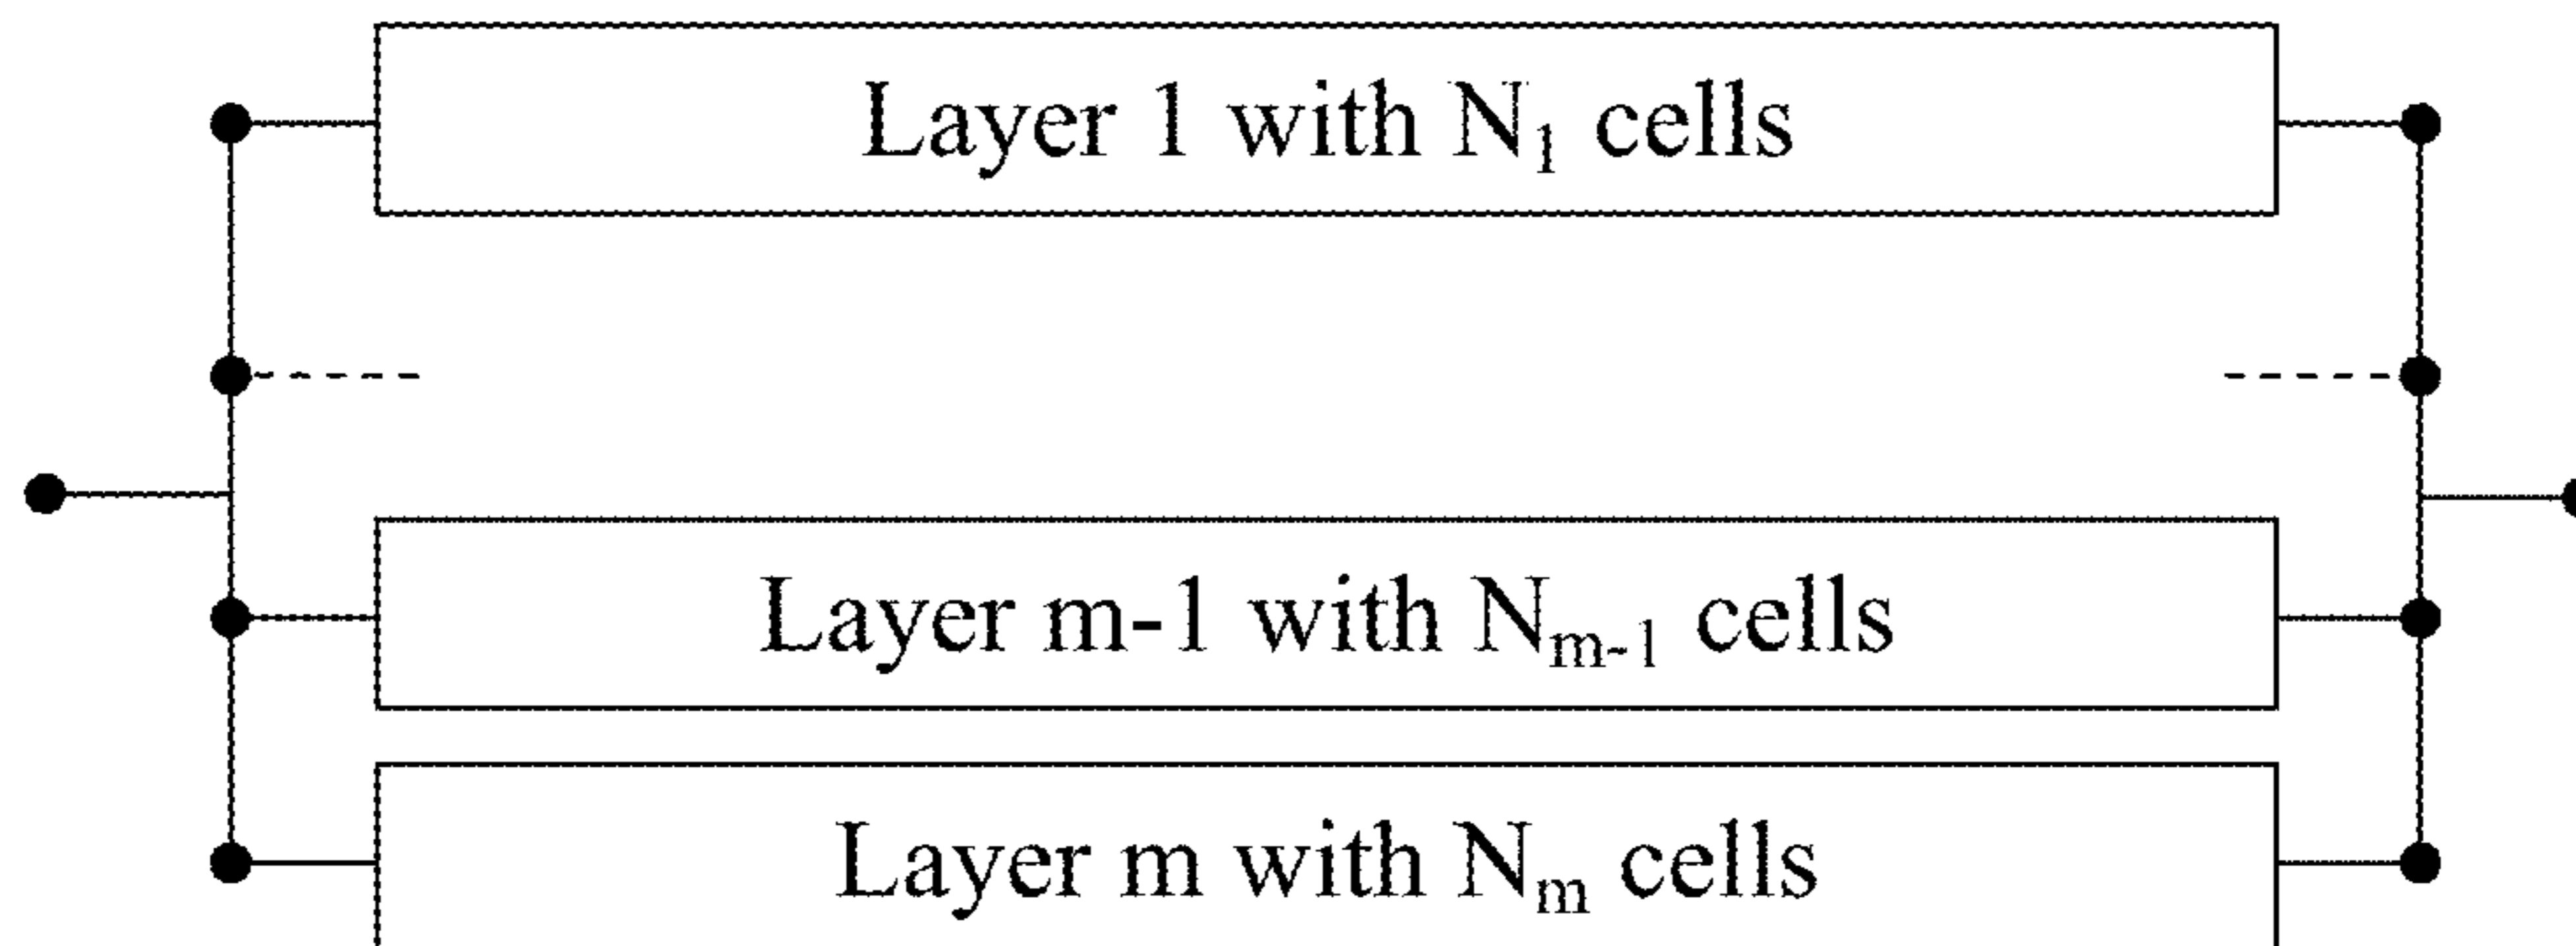 Layer 1 with N₁ cells
Layer m-1 with Nₘ₋₁ cells
Layer m with Nₘ cells